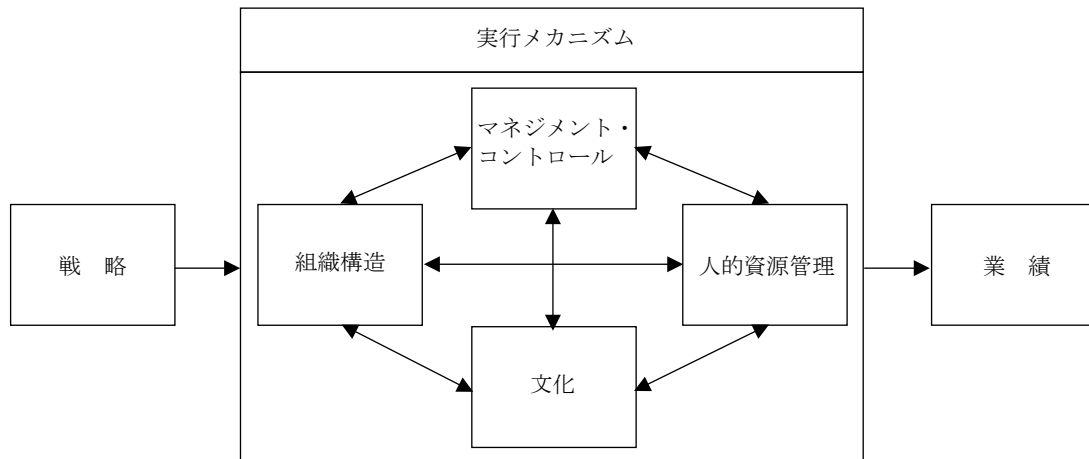 実行メカニズム
マネジメント・
コントロール
戦　略
組織構造
人的資源管理
業　績
文化